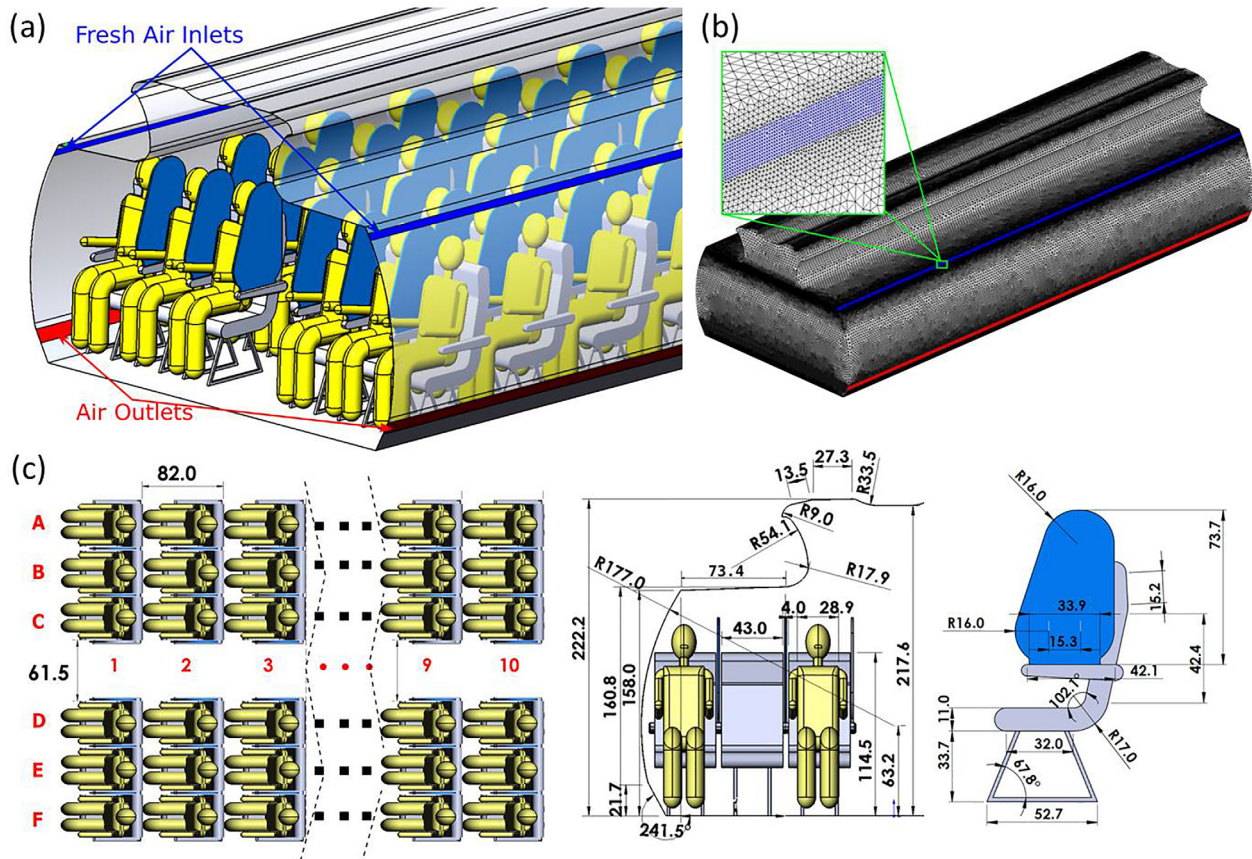 (a)
Fresh Air Inlets
Air Outlets
(b)
(c)
82.0
A
B
C
61.5
1 2 3 9 10
D
E
F
27.3
13.5
R33.5
R9.0
R54.1
R177.0
73.4
R17.9
4.0 28.9
43.0
222.2
160.8
158.0
217.6
114.5
63.2
21.7
241.5°
R16.0
73.7
15.2
33.9
R16.0
15.3
42.4
42.1
102.1°
11.0
R17.0
33.7
32.0
67.8°
52.7